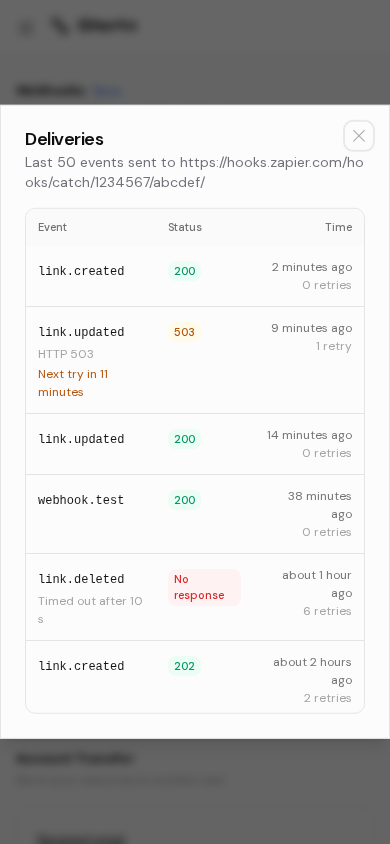 Deliveries
Last 50 events sent to https://hooks.zapier.com/ho
oks/catch/1234567/abcdef/
Event Status Time
link.created 200 2 minutes ago
0 retries
link.updated 503 9 minutes ago
HTTP 503 1 retry
Next try in 11
minutes
link.updated 200 14 minutes ago
0 retries
webhook.test 200 38 minutes
ago
0 retries
link.deleted No about 1 hour
response ago
Timed out after 10 6 retries
s
link.created 202 about 2 hours
ago
2 retries
Account Transfer